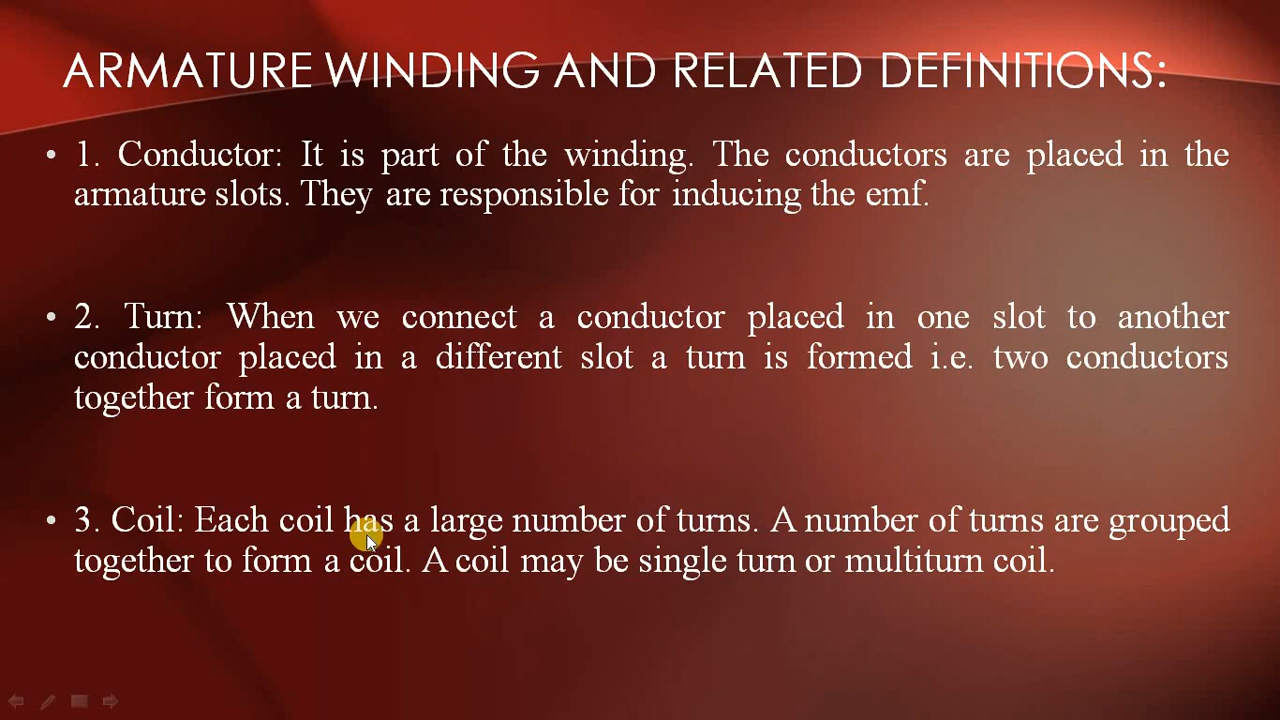 ARMATURE WINDING AND RELATED DEFINITIONS:
• 1. Conductor: It is part of the winding. The conductors are placed in the
armature slots. They are responsible for inducing the emf.
• 2. Turn: When we connect a conductor placed in one slot to another
conductor placed in a different slot a turn is formed i.e. two conductors
together form a turn.
• 3. Coil: Each coil has a large number of turns. A number of turns are grouped
together to form a coil. A coil may be single turn or multiturn coil.